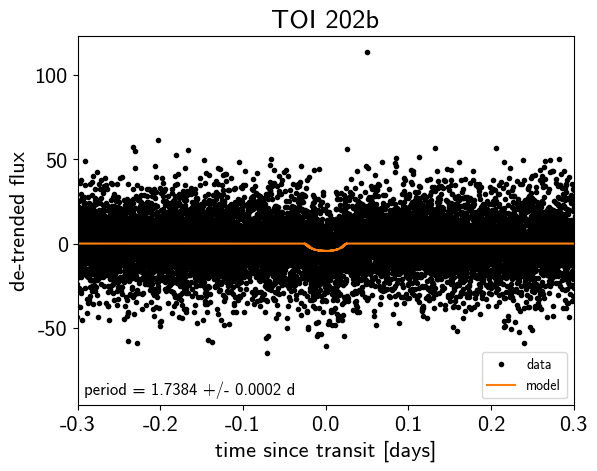 TOI 202b
de-trended flux
100
50
0
-50
period = 1.7384 +/- 0.0002 d
data
model
-0.3
-0.2
-0.1
0.0
0.1
0.2
0.3
time since transit [days]